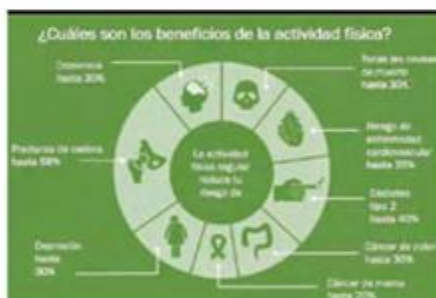 ¿Cuáles son los beneficios de la actividad física?
Demencia
hasta 30%
Todas las causas
de muerte
hasta 30%
Riesgo de
enfermedad
cardiovascular
hasta 35%
Fracturas de cadera
hasta 68%
La actividad
física regular
reduce tu
riesgo de
Diabetes
tipo 2
hasta 40%
Depresión
hasta
30%
Cáncer de colon
hasta 30%
Cáncer de mama
hasta 20%